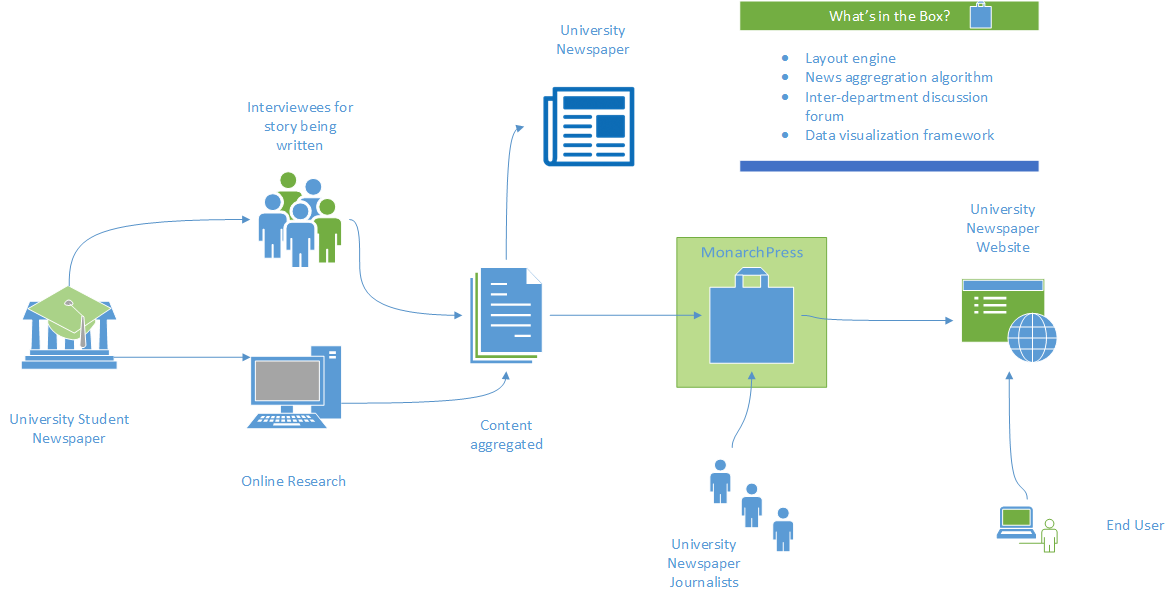 What's in the Box?
● Layout engine
● News aggregration algorithm
● Inter-department discussion
forum
● Data visualization framework
University
Newspaper
Interviewees for
story being
written
University
Newspaper
Website
MonarchPress
University Student
Newspaper
Content
aggregated
Online Research
University
Newspaper
Journalists
End User